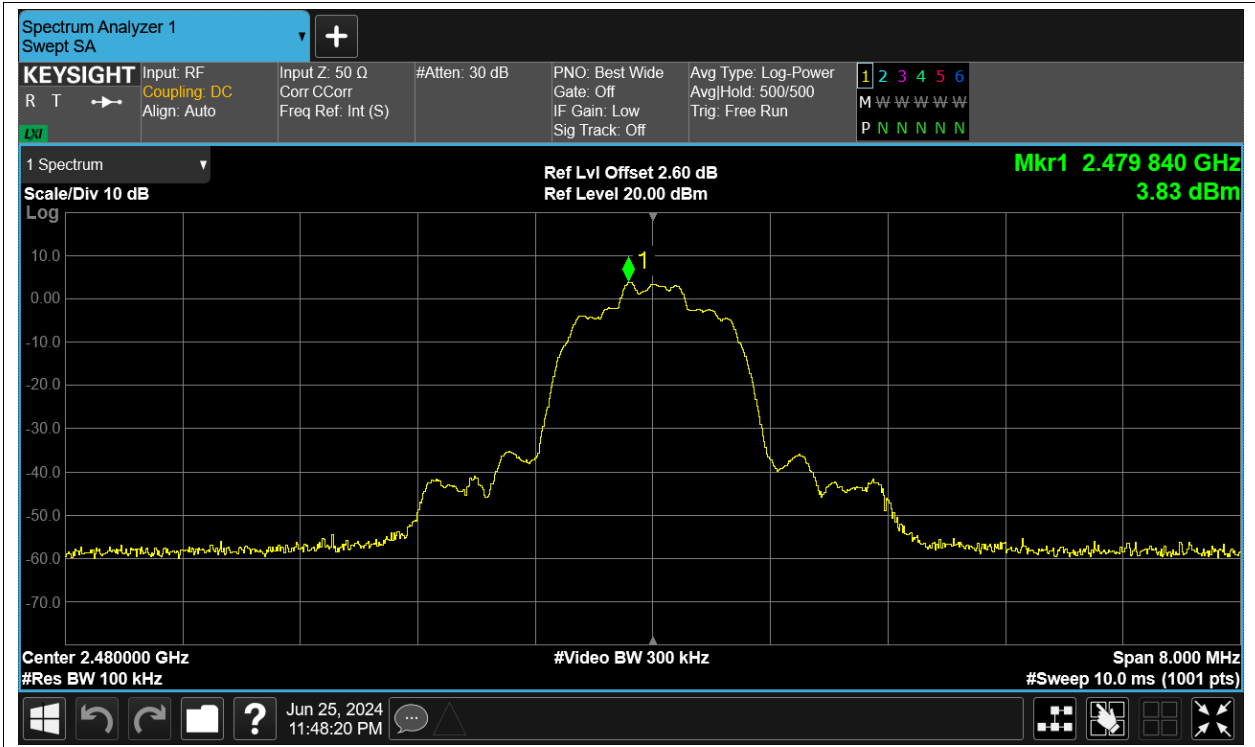 Spectrum Analyzer 1
Swept SA
KEYSIGHT
R T
LXI
Input: RF
Coupling: DC
Align: Auto
Input Z: 50 Ω
Corr CCorr
Freq Ref: Int (S)
#Atten: 30 dB
PNO: Best Wide
Gate: Off
IF Gain: Low
Sig Track: Off
Avg Type: Log-Power
Avg|Hold: 500/500
Trig: Free Run
1 2 3 4 5 6
M W W W W W
P N N N N N
1 Spectrum
Scale/Div 10 dB
Log
Ref Lvl Offset 2.60 dB
Ref Level 20.00 dBm
Mkr1 2.479 840 GHz
3.83 dBm
1
10.0
0.00
-10.0
-20.0
-30.0
-40.0
-50.0
-60.0
-70.0
Center 2.480000 GHz
#Video BW 300 kHz
Span 8.000 MHz
#Res BW 100 kHz
#Sweep 10.0 ms (1001 pts)
?
Jun 25, 2024
11:48:20 PM